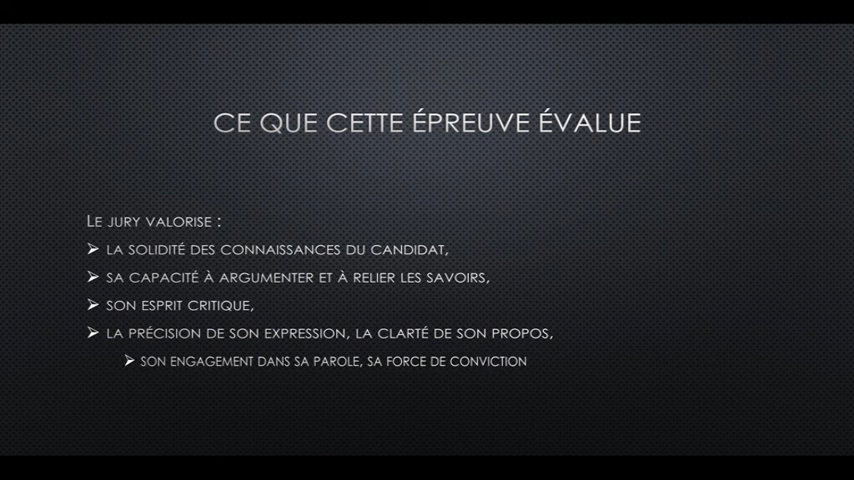 CE QUE CETTE ÉPREUVE ÉVALUE
LE JURY VALORISE :
LA SOLIDITÉ DES CONNAISSANCES DU CANDIDAT,
SA CAPACITÉ À ARGUMENTER ET À RELIER LES SAVOIRS,
SON ESPRIT CRITIQUE,
LA PRÉCISION DE SON EXPRESSION, LA CLARTÉ DE SON PROPOS,
SON ENGAGEMENT DANS SA PAROLE, SA FORCE DE CONVICTION